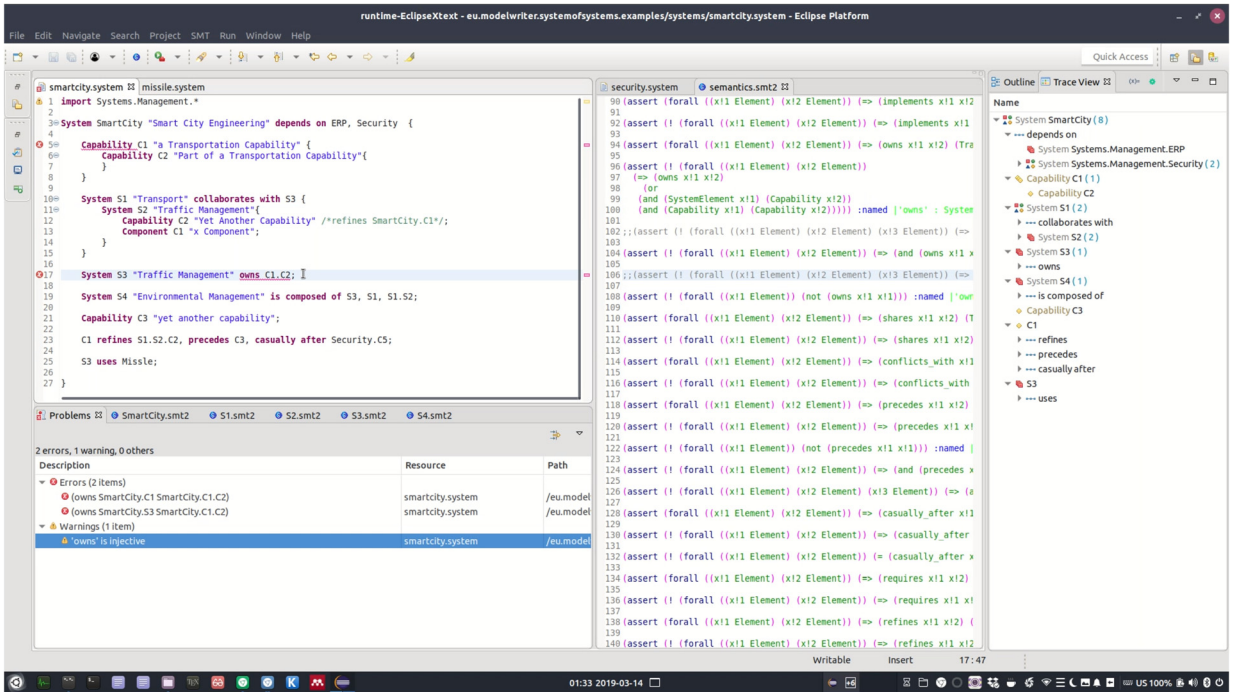 runtime-EclipseXtext - eu.modelwriter.systemofsystems.examples/systems/smartcity.system - Eclipse Platform
File Edit Navigate Search Project SMT Run Window Help
Quick Access
smartcity.system missile.system
1 import Systems.Management.*
2
3 System SmartCity "Smart City Engineering" depends on ERP, Security {
4
5 Capability C1 "a Transportation Capability" {
6 Capability C2 "Part of a Transportation Capability"{
7 }
8 }
9
10 System S1 "Transport" collaborates with S3 {
11 System S2 "Traffic Management"{
12 Capability C2 "Yet Another Capability" /*refines SmartCity.C1*/;
13 Component C1 "x Component";
14 }
15 }
16
17 System S3 "Traffic Management" owns C1.C2;
18
19 System S4 "Environmental Management" is composed of S3, S1, S1.S2;
20
21 Capability C3 "yet another capability";
22
23 C1 refines S1.S2.C2, precedes C3, casually after Security.C5;
24
25 S3 uses Missle;
26
27 }
security.system semantics.smt2
90 (assert (forall ((x!1 Element) (x!2 Element)) (=> (implements x!1 x!2
91
92 (assert (! (forall ((x!1 Element) (x!2 Element)) (=> (implements x!1
93
94 (assert (forall ((x!1 Element) (x!2 Element)) (=> (owns x!1 x!2) (Tra
95
96 (assert (! (forall ((x!1 Element) (x!2 Element))
97 (=> (owns x!1 x!2)
98 (or
99 (and (SystemElement x!1) (Capability x!2))
100 (and (Capability x!1) (Capability x!2))))) :named |'owns' : System
101
102 ;;(assert (! (forall ((x!1 Element) (x!2 Element) (x!3 Element)) (=>
103
104 (assert (! (forall ((x!1 Element) (x!2 Element)) (=> (and (owns x!1
105
106 ;;(assert (! (forall ((x!1 Element) (x!2 Element) (x!3 Element)) (=>
107
108 (assert (! (forall ((x!1 Element)) (not (owns x!1 x!1))) :named |'own
109
110 (assert (forall ((x!1 Element) (x!2 Element)) (=> (shares x!1 x!2) (T
111
112 (assert (! (forall ((x!1 Element) (x!2 Element)) (=> (shares x!1 x!2)
113
114 (assert (forall ((x!1 Element) (x!2 Element)) (=> (conflicts_with x!1
115
116 (assert (! (forall ((x!1 Element) (x!2 Element)) (=> (conflicts_with
117
118 (assert (forall ((x!1 Element) (x!2 Element)) (=> (precedes x!1 x!2)
119
120 (assert (! (forall ((x!1 Element) (x!2 Element)) (=> (precedes x!1 x!
121
122 (assert (! (forall ((x!1 Element)) (not (precedes x!1 x!1))) :named |
123
124 (assert (! (forall ((x!1 Element) (x!2 Element)) (=> (and (precedes x
125
126 (assert (! (forall ((x!1 Element) (x!2 Element) (x!3 Element)) (=> (a
127
128 (assert (forall ((x!1 Element) (x!2 Element)) (=> (casually_after x!1
129
130 (assert (! (forall ((x!1 Element) (x!2 Element)) (=> (casually_after
131
132 (assert (! (forall ((x!1 Element) (x!2 Element)) (= (casually_after x
133
134 (assert (forall ((x!1 Element) (x!2 Element)) (=> (requires x!1 x!2)
135
136 (assert (! (forall ((x!1 Element) (x!2 Element)) (=> (requires x!1 x!
137
138 (assert (forall ((x!1 Element) (x!2 Element)) (=> (refines x!1 x!2) (
139
140 (assert (! (forall ((x!1 Element) (x!2 Element)) (=> (refines x!1 x!2
Outline Trace View
Name
System SmartCity (8)
depends on
System Systems.Management.ERP
System Systems.Management.Security (2)
Capability C1 (1)
Capability C2
System S1 (2)
collaborates with
System S2 (2)
System S3 (1)
owns
System S4 (1)
is composed of
Capability C3
C1
refines
precedes
casually after
S3
uses
Problems SmartCity.smt2 S1.smt2 S2.smt2 S3.smt2 S4.smt2
2 errors, 1 warning, 0 others
Description Resource Path
Errors (2 items)
(owns SmartCity.C1 SmartCity.C1.C2) smartcity.system /eu.model
(owns SmartCity.S3 SmartCity.C1.C2) smartcity.system /eu.model
Warnings (1 item)
'owns' is injective smartcity.system /eu.model
Writable Insert 17:47
01:33 2019-03-14 US 100%